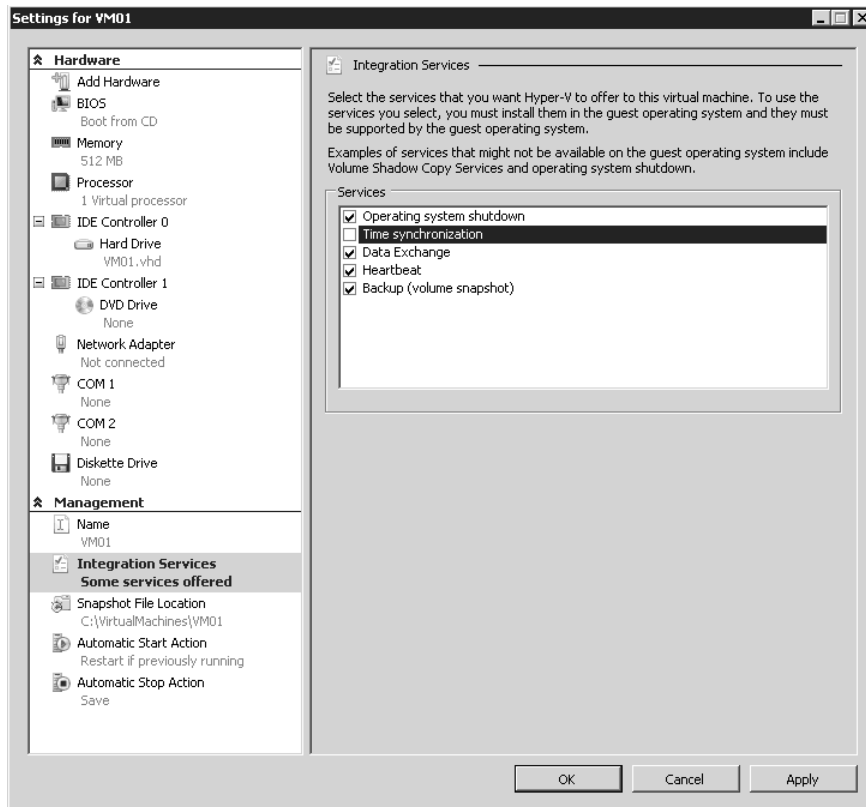 Settings for VM01
Hardware
Add Hardware
BIOS
Boot from CD
Memory
512 MB
Processor
1 Virtual processor
IDE Controller 0
Hard Drive
VM01.vhd
IDE Controller 1
DVD Drive
None
Network Adapter
Not connected
COM 1
None
COM 2
None
Diskette Drive
None
Management
Name
VM01
Integration Services
Some services offered
Snapshot File Location
C:\VirtualMachines\VM01
Automatic Start Action
Restart if previously running
Automatic Stop Action
Save
Integration Services
Select the services that you want Hyper-V to offer to this virtual machine. To use the
services you select, you must install them in the guest operating system and they must
be supported by the guest operating system.
Examples of services that might not be available on the guest operating system include
Volume Shadow Copy Services and operating system shutdown.
Services
Operating system shutdown
Time synchronization
Data Exchange
Heartbeat
Backup (volume snapshot)
OK
Cancel
Apply